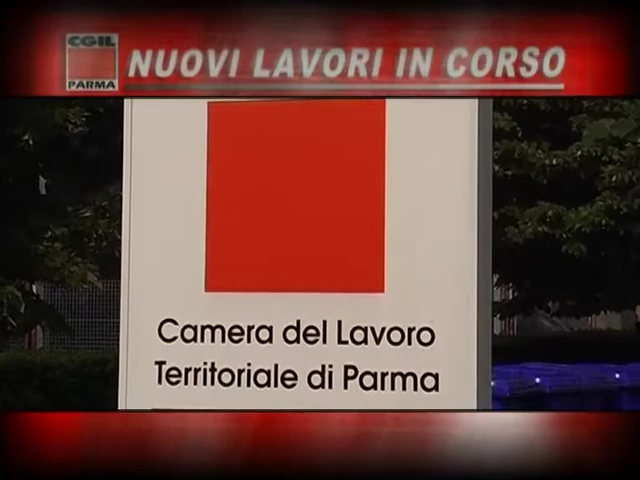 CGIL
PARMA
NUOVI LAVORI IN CORSO
Camera del Lavoro
Territoriale di Parma